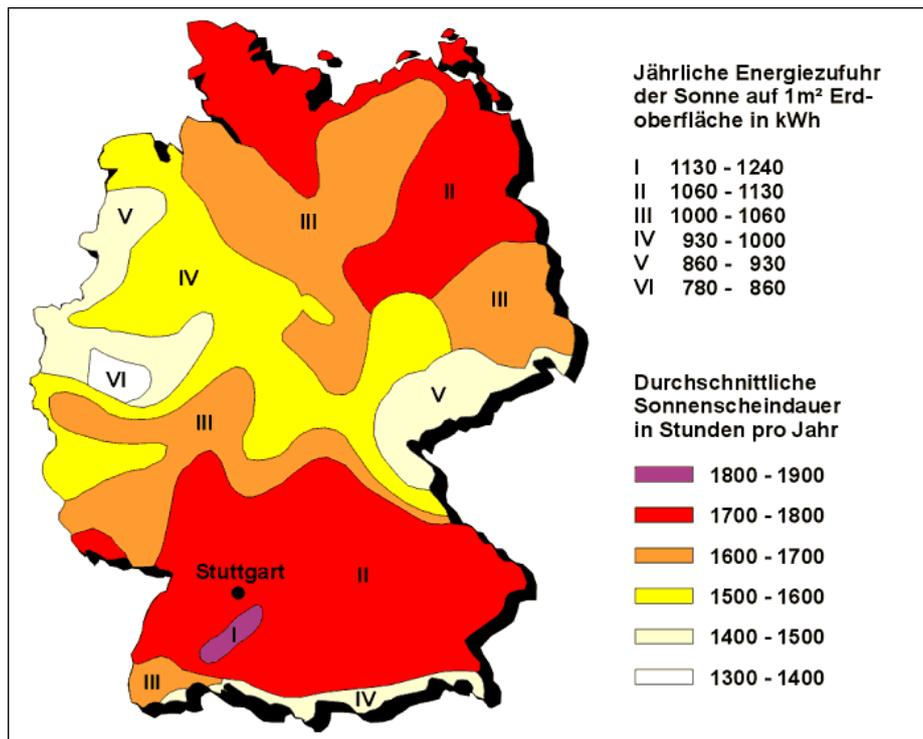 Jährliche Energiezufuhr
der Sonne auf 1m² Erd-
oberfläche in kWh
I 1130 - 1240
II 1060 - 1130
III 1000 - 1060
IV 930 - 1000
V 860 - 930
VI 780 - 860
Durchschnittliche
Sonnenscheindauer
in Stunden pro Jahr
1800 - 1900
1700 - 1800
1600 - 1700
1500 - 1600
1400 - 1500
1300 - 1400
II
V
III
IV
III
VI
V
III
Stuttgart
II
I
III
IV